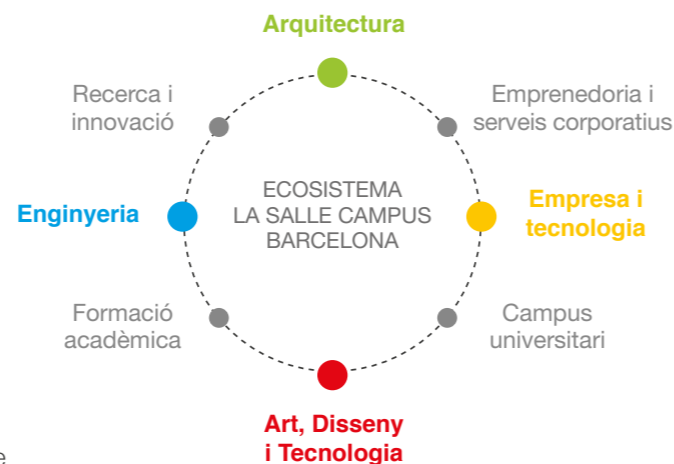 Arquitectura
Recerca i
innovació
Emprenedoria i
serveis corporatius
ECOSISTEMA
LA SALLE CAMPUS
BARCELONA
Enginyeria
Empresa i
tecnologia
Formació
acadèmica
Campus
universitari
Art, Disseny
i Tecnologia
e